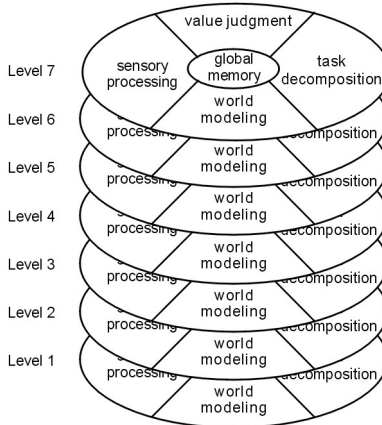 value judgment
sensory
processing
global
memory
task
decomposition
Level 7
world
modeling
Level 6
processing
decomposition
world
modeling
Level 5
processing
decomposition
world
modeling
Level 4
processing
decomposition
world
modeling
Level 3
processing
decomposition
world
modeling
Level 2
processing
decomposition
world
modeling
Level 1
processing
decomposition
world
modeling